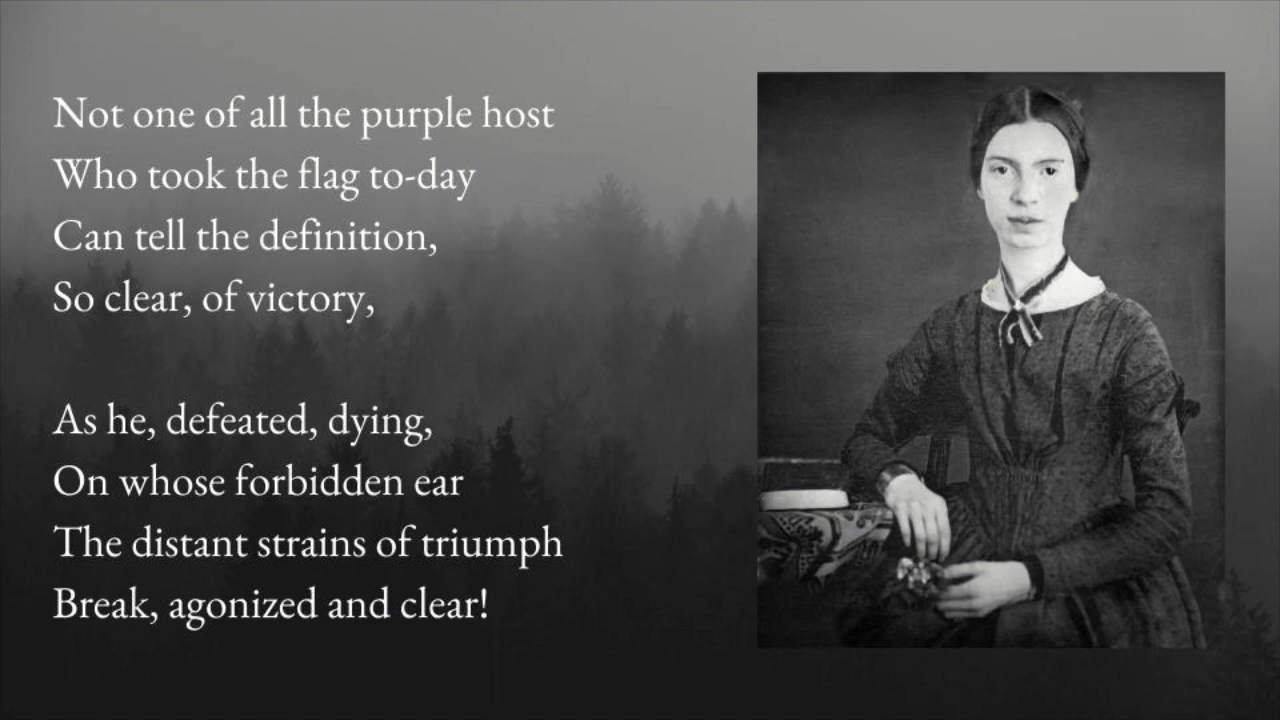 Not one of all the purple host
Who took the flag to-day
Can tell the definition,
So clear, of victory,
As he, defeated, dying,
On whose forbidden ear
The distant strains of triumph
Break, agonized and clear!